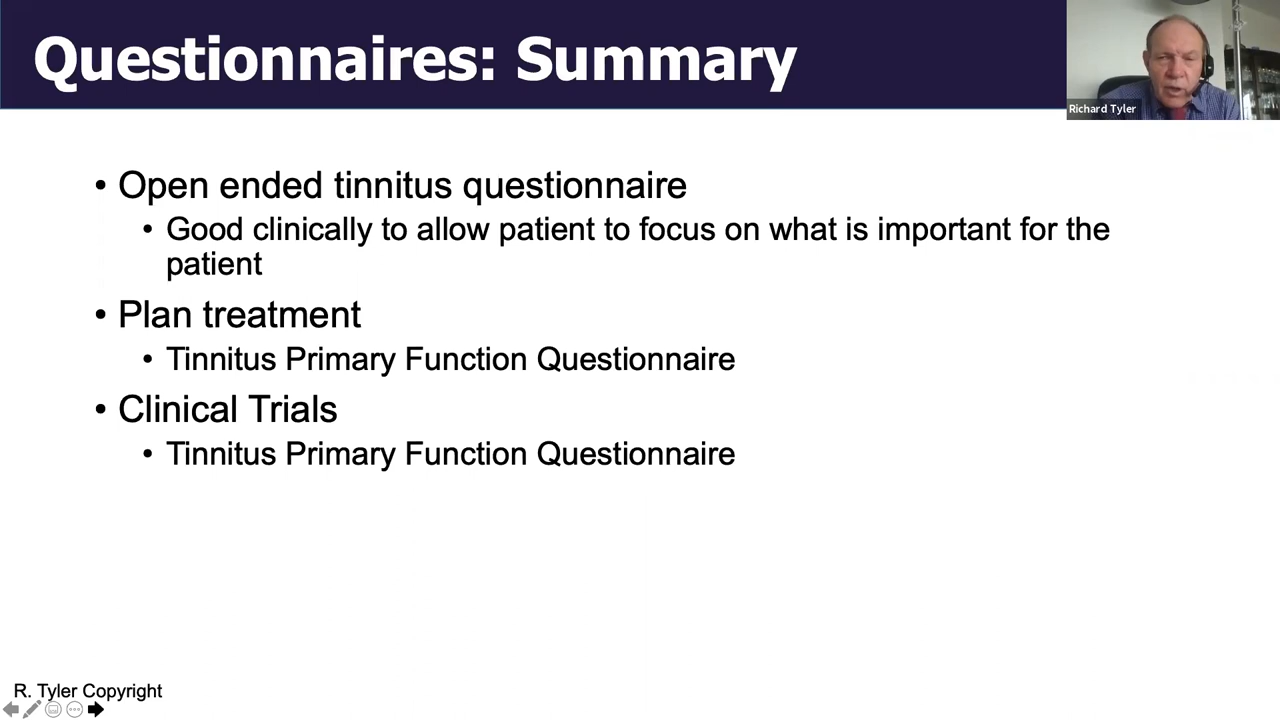 Questionnaires: Summary
Richard Tyler
• Open ended tinnitus questionnaire
• Good clinically to allow patient to focus on what is important for the
patient
• Plan treatment
• Tinnitus Primary Function Questionnaire
• Clinical Trials
• Tinnitus Primary Function Questionnaire
R. Tyler Copyright